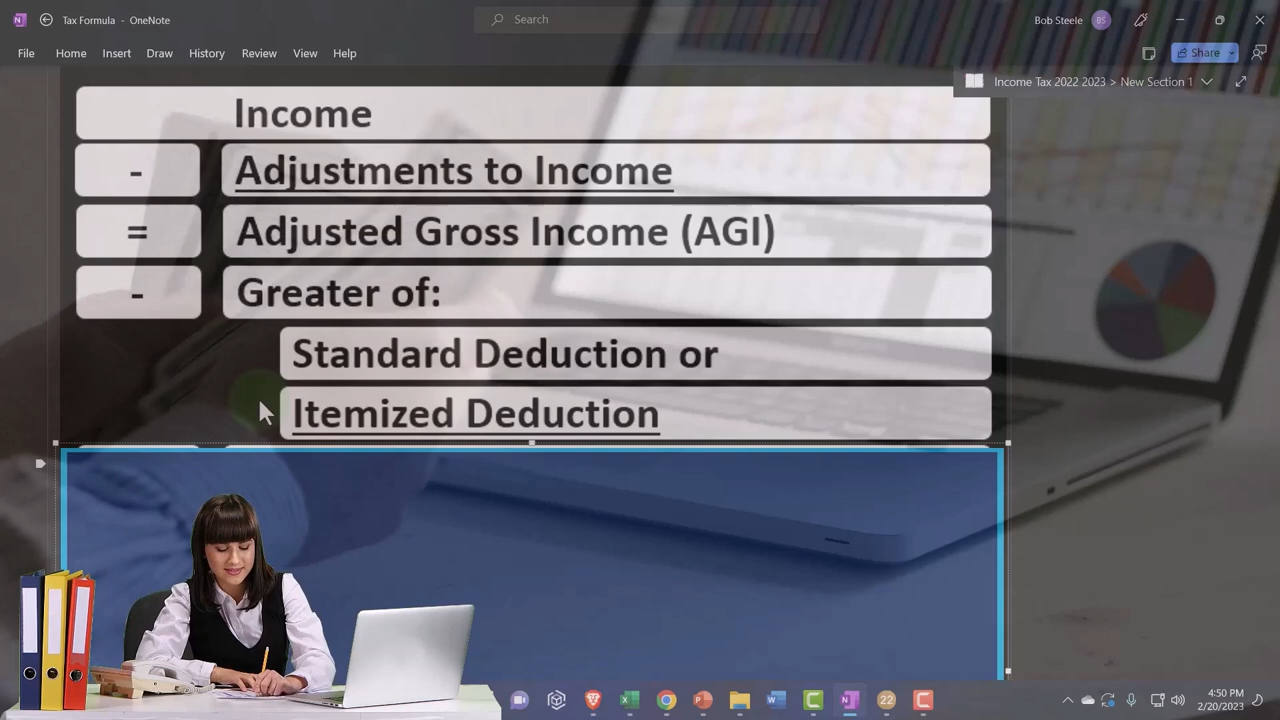 Tax Formula - OneNote
Search
Bob Steele
BS
File Home Insert Draw History Review View Help
Share
Income Tax 2022 2023 > New Section 1
Income
- Adjustments to Income
= Adjusted Gross Income (AGI)
- Greater of:
Standard Deduction or
Itemized Deduction
22
4:50 PM
2/20/2023